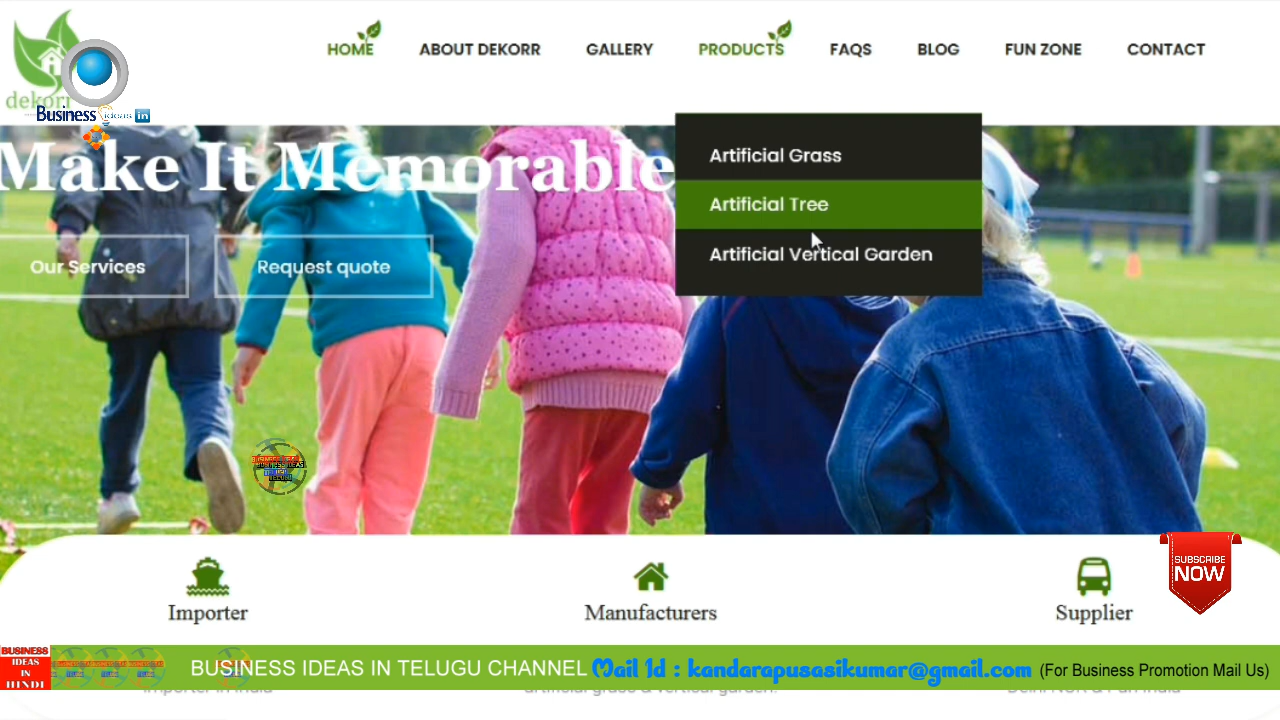 HOME ABOUT DEKORR GALLERY PRODUCTS FAQS BLOG FUN ZONE CONTACT
dekorr
Business ideas in
Make It Memorable
Artificial Grass
Artificial Tree
Artificial Vertical Garden
Our Services Request quote
SUBSCRIBE
NOW
Importer Manufacturers Supplier
BUSINESS
IDEAS
IN
HINDI
BUSINESS IDEAS IN TELUGU CHANNEL Mail Id : kandarapusasikumar@gmail.com (For Business Promotion Mail Us)